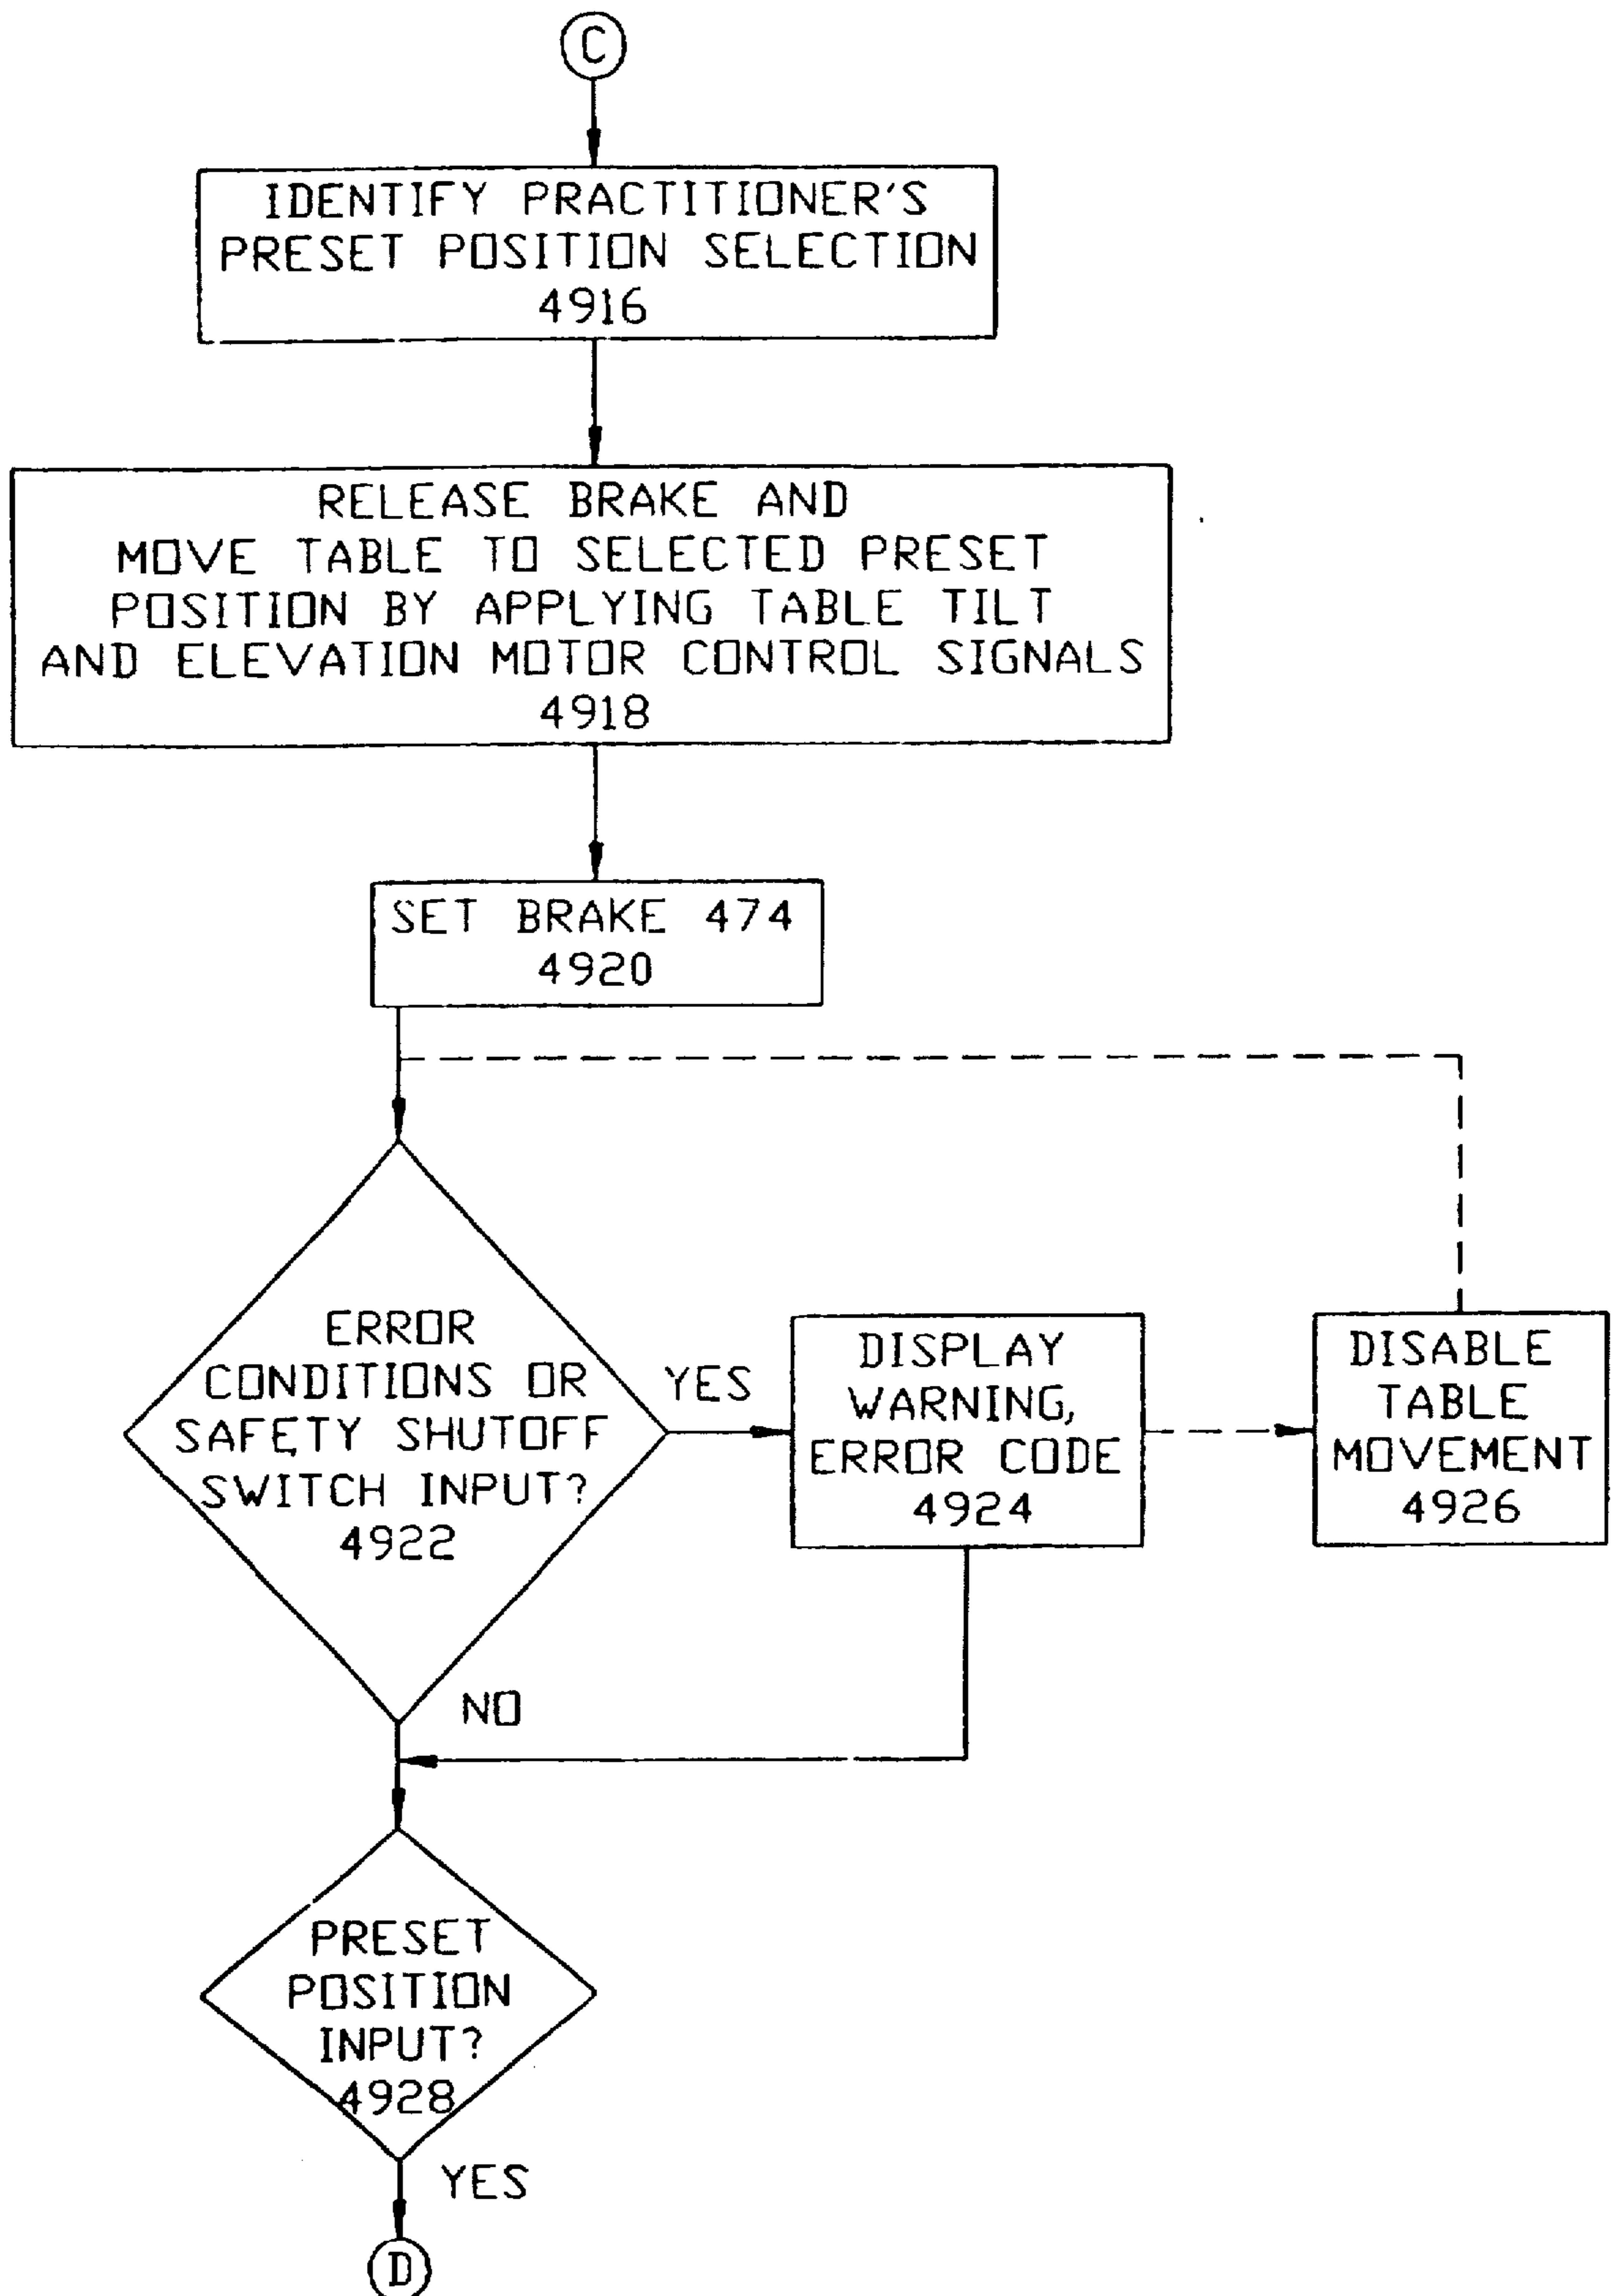 C
IDENTIFY PRACTITIONER'S
PRESET POSITION SELECTION
4916
RELEASE BRAKE AND
MOVE TABLE TO SELECTED PRESET
POSITION BY APPLYING TABLE TILT
AND ELEVATION MOTOR CONTROL SIGNALS
4918
SET BRAKE 474
4920
ERROR
CONDITIONS OR
SAFETY SHUTOFF
SWITCH INPUT?
4922
YES
DISPLAY
WARNING,
ERROR CODE
4924
DISABLE
TABLE
MOVEMENT
4926
NO
PRESET
POSITION
INPUT?
4928
YES
D